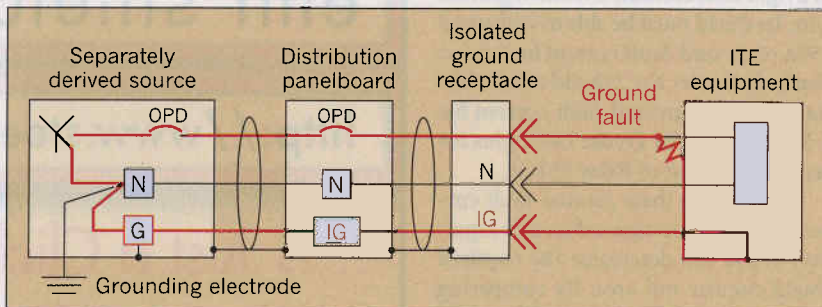 Separately
derived source
Distribution
panelboard
Isolated
ground
receptacle
ITE
equipment
OPD
OPD
Ground
fault
N
N
N
G
IG
IG
Grounding electrode